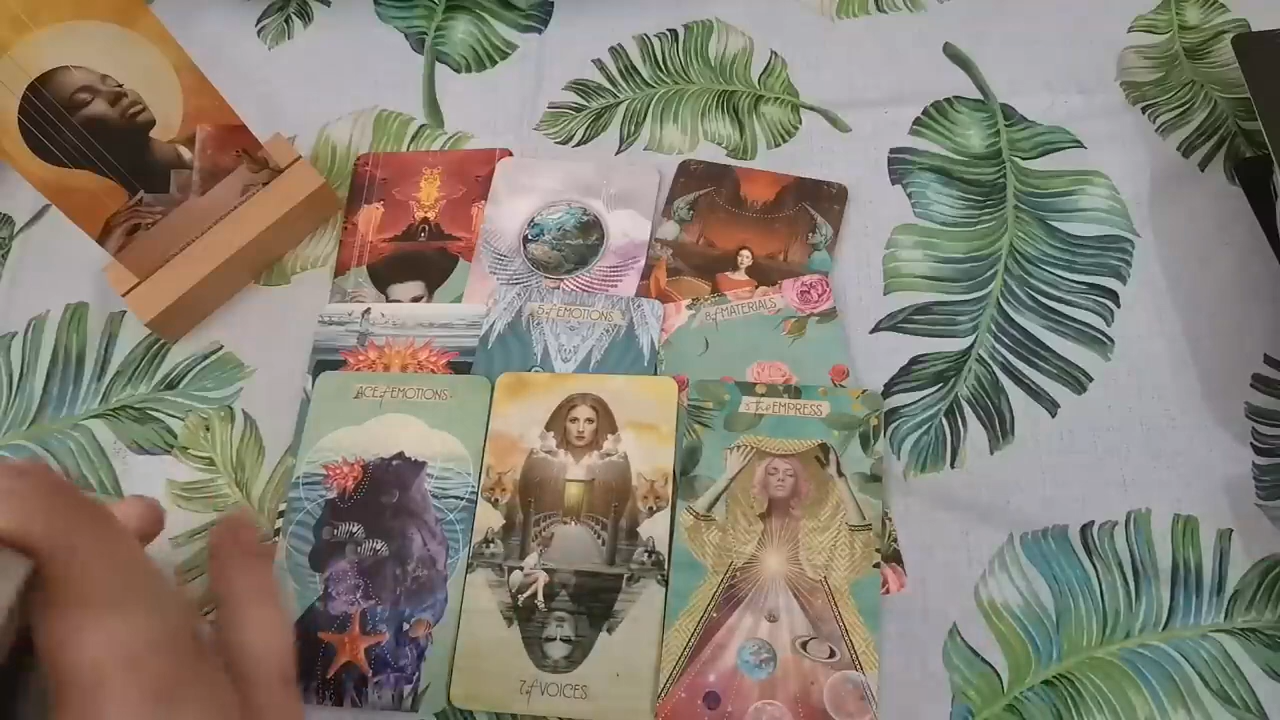 5 of EMOTIONS
8 of MATERIALS
ACE of EMOTIONS
3 the EMPRESS
7 of VOICES